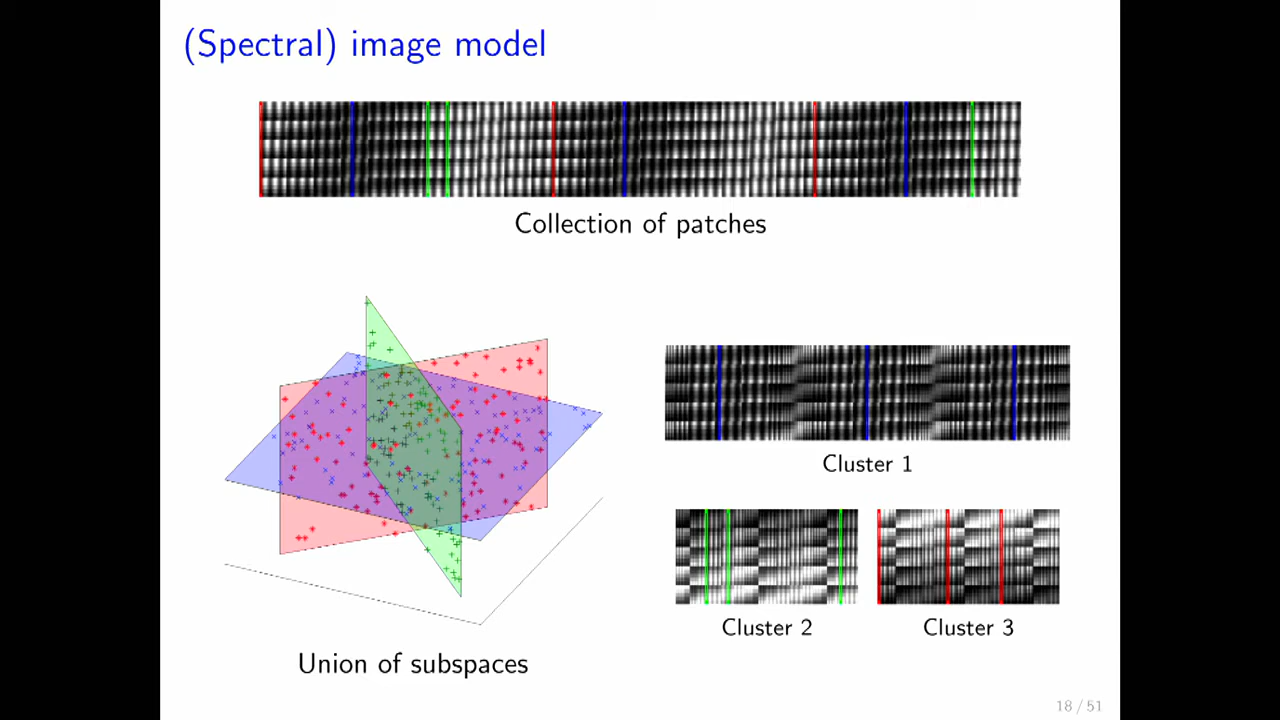 (Spectral) image model
Collection of patches
Cluster 1
Cluster 2
Cluster 3
Union of subspaces
18 / 51